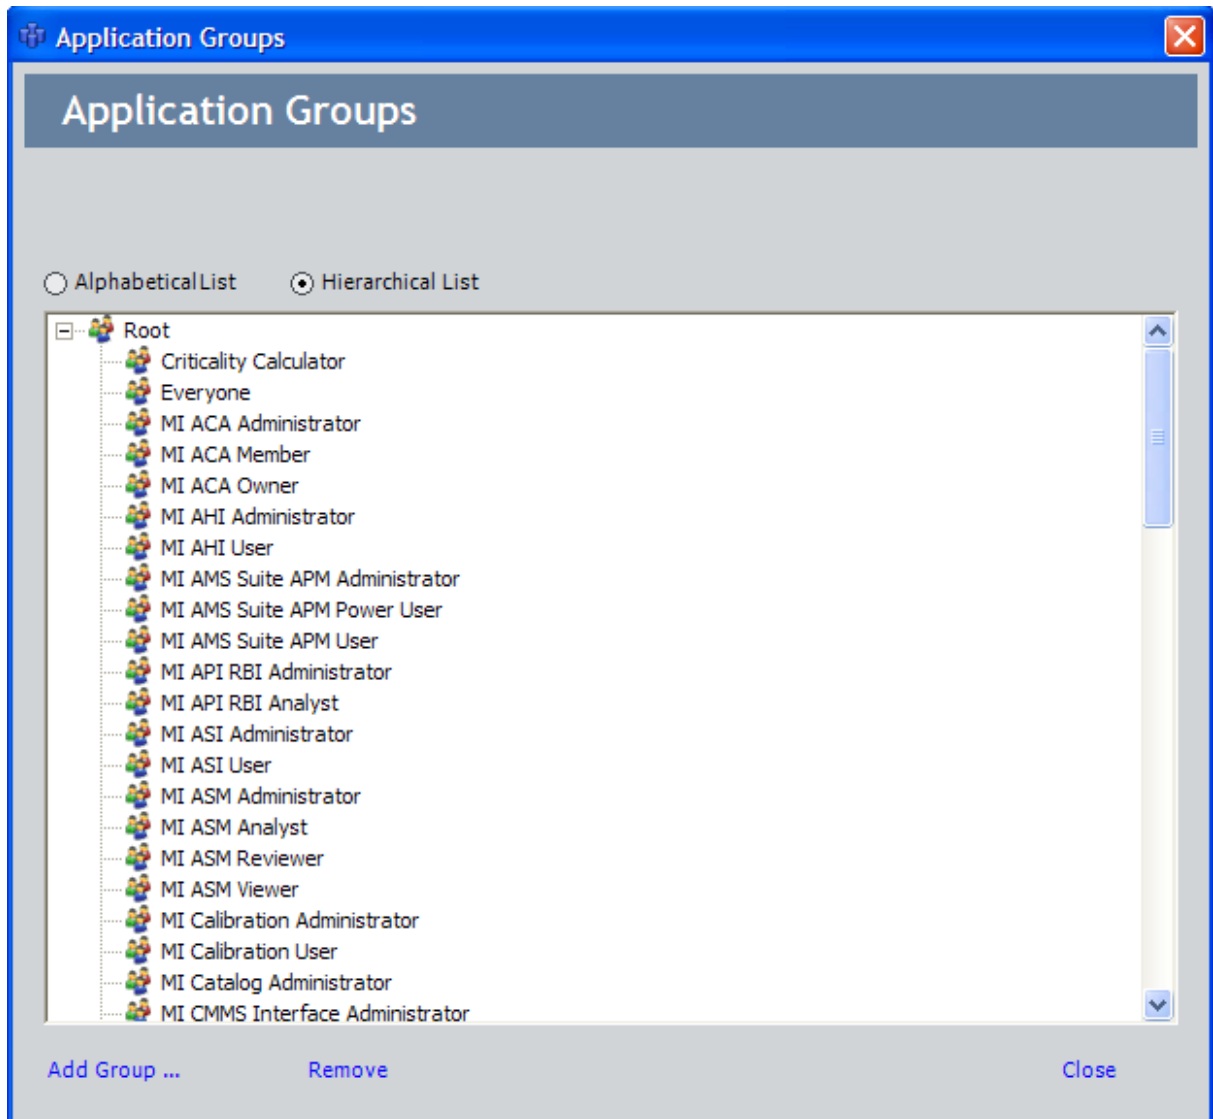 Application Groups
Application Groups
Alphabetical List Hierarchical List
Root
Criticality Calculator
Everyone
MI ACA Administrator
MI ACA Member
MI ACA Owner
MI AHI Administrator
MI AHI User
MI AMS Suite APM Administrator
MI AMS Suite APM Power User
MI AMS Suite APM User
MI API RBI Administrator
MI API RBI Analyst
MI ASI Administrator
MI ASI User
MI ASM Administrator
MI ASM Analyst
MI ASM Reviewer
MI ASM Viewer
MI Calibration Administrator
MI Calibration User
MI Catalog Administrator
MI CMMS Interface Administrator
Add Group ... Remove Close